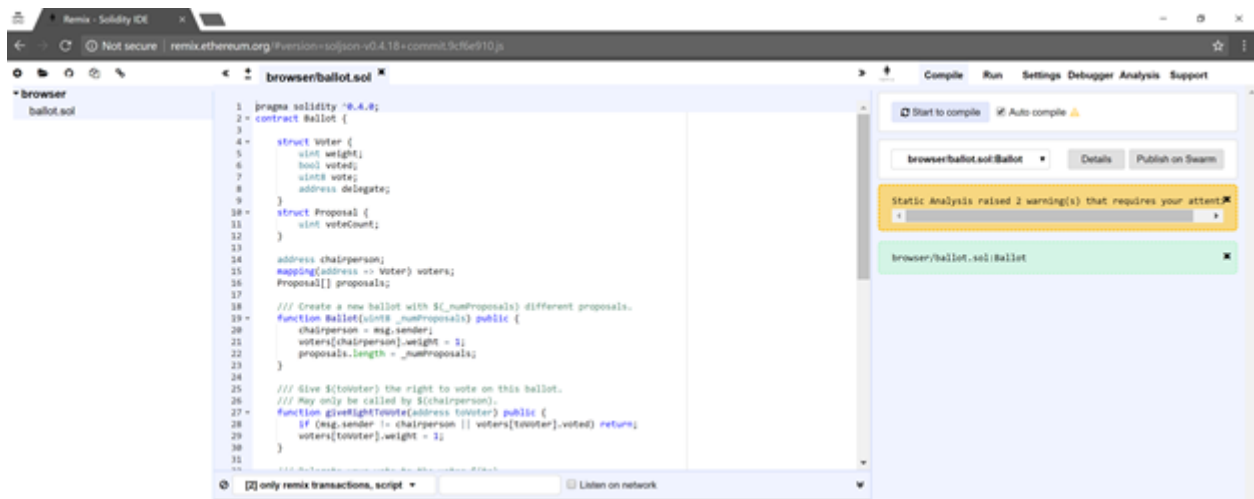 Remix - Solidity IDE
Not secure | remix.ethereum.org/#version=soljson-v0.4.18+commit.9cf6e910.js
browser
ballot.sol
browser/ballot.sol
1 pragma solidity ^0.4.0;
2 contract Ballot {
3
4 struct Voter {
5 uint weight;
6 bool voted;
7 uint8 vote;
8 address delegate;
9 }
10 struct Proposal {
11 uint voteCount;
12 }
13
14 address chairperson;
15 mapping(address => Voter) voters;
16 Proposal[] proposals;
17
18 /// Create a new ballot with $(_numProposals) different proposals.
19 function Ballot(uint8 _numProposals) public {
20 chairperson = msg.sender;
21 voters[chairperson].weight = 1;
22 proposals.length = _numProposals;
23 }
24
25 /// Give $(toVoter) the right to vote on this ballot.
26 /// May only be called by $(chairperson).
27 function giveRightToVote(address toVoter) public {
28 if (msg.sender != chairperson || voters[toVoter].voted) return;
29 voters[toVoter].weight = 1;
30 }
31
[2] only remix transactions, script
Listen on network
Compile Run Settings Debugger Analysis Support
Start to compile Auto compile
browser/ballot.sol:Ballot Details Publish on Swarm
Static Analysis raised 2 warning(s) that requires your attent
browser/ballot.sol:Ballot